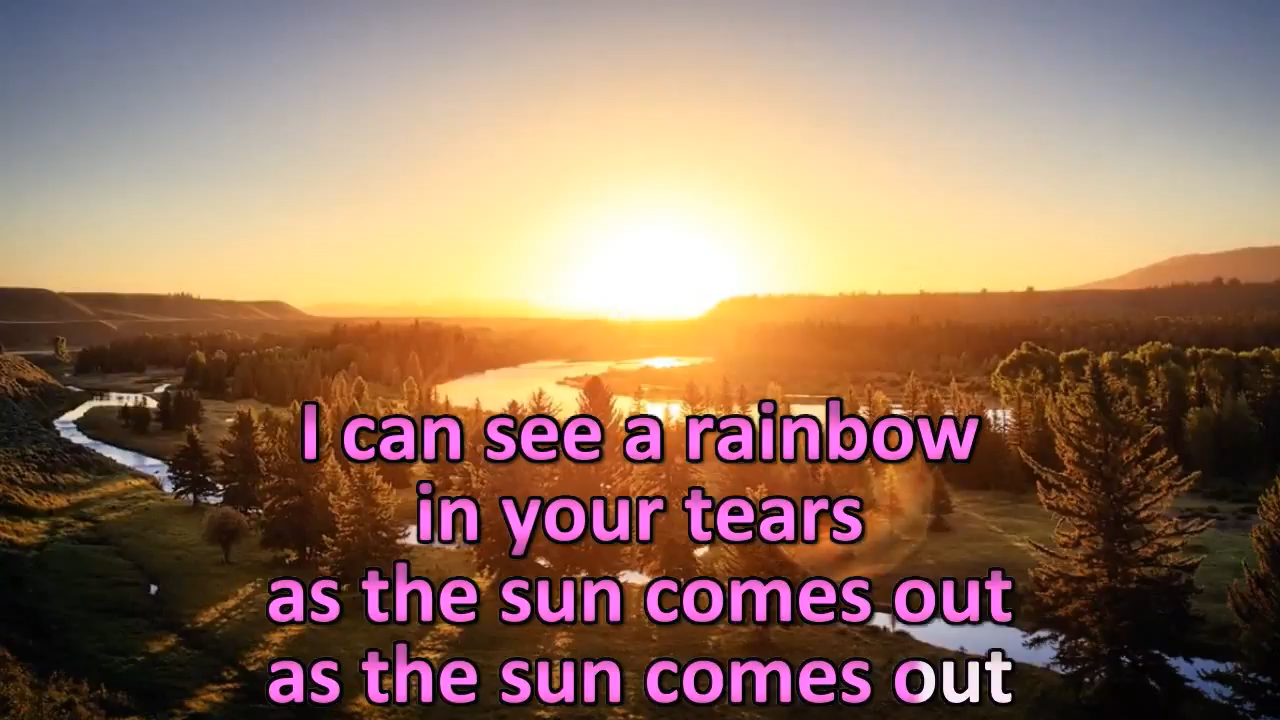 I can see a rainbow
in your tears
as the sun comes out
as the sun comes out